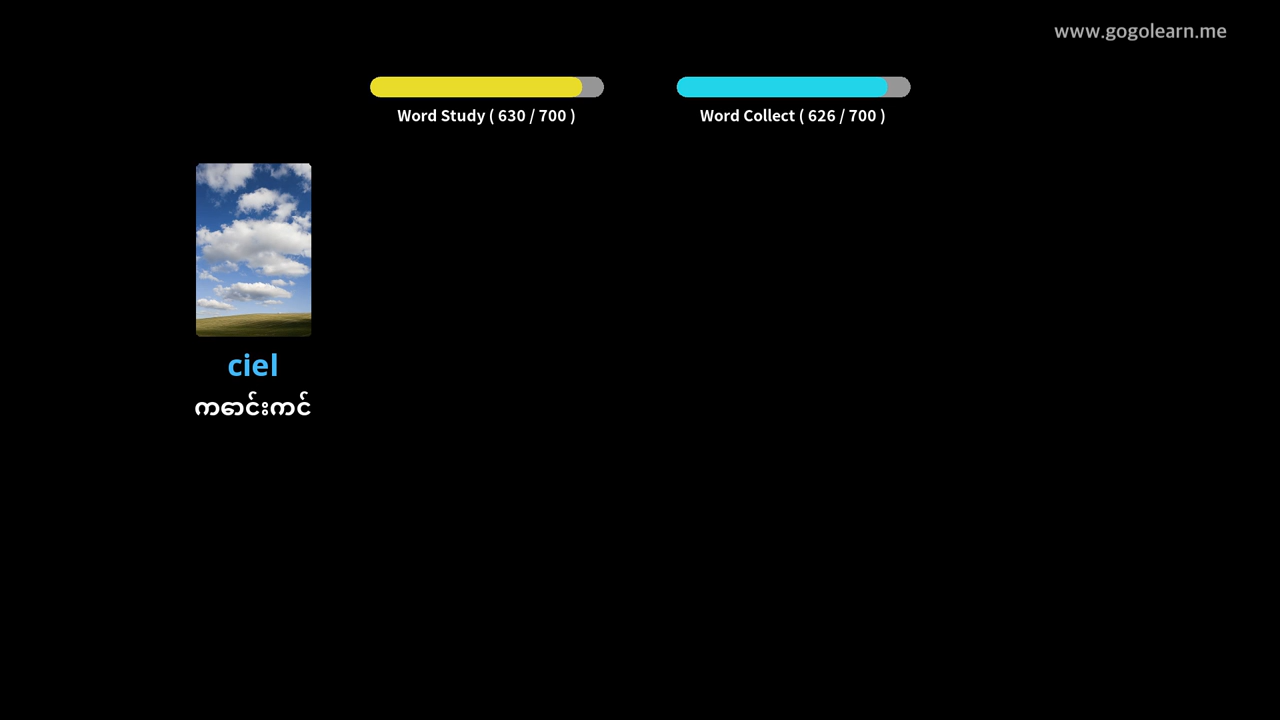 www.gogolearn.me
Word Study ( 630 / 700 )
Word Collect ( 626 / 700 )
ciel
ကောင်းကင်